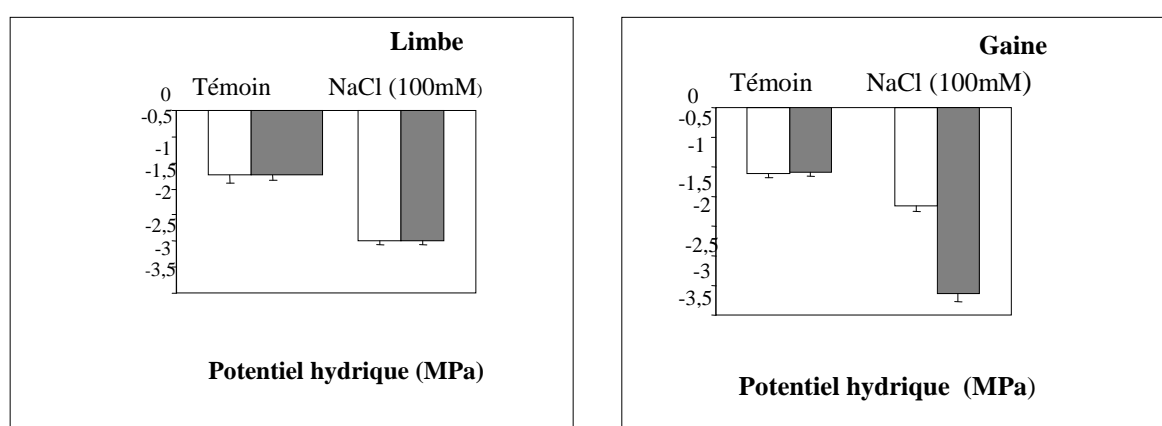 Limbe
Témoin NaCl (100mM)
0
-0,5
-1
-1,5
-2
-2,5
-3
-3,5
Potentiel hydrique (MPa)
Gaine
Témoin NaCl (100mM)
0
-0,5
-1
-1,5
-2
-2,5
-3
-3,5
Potentiel hydrique (MPa)